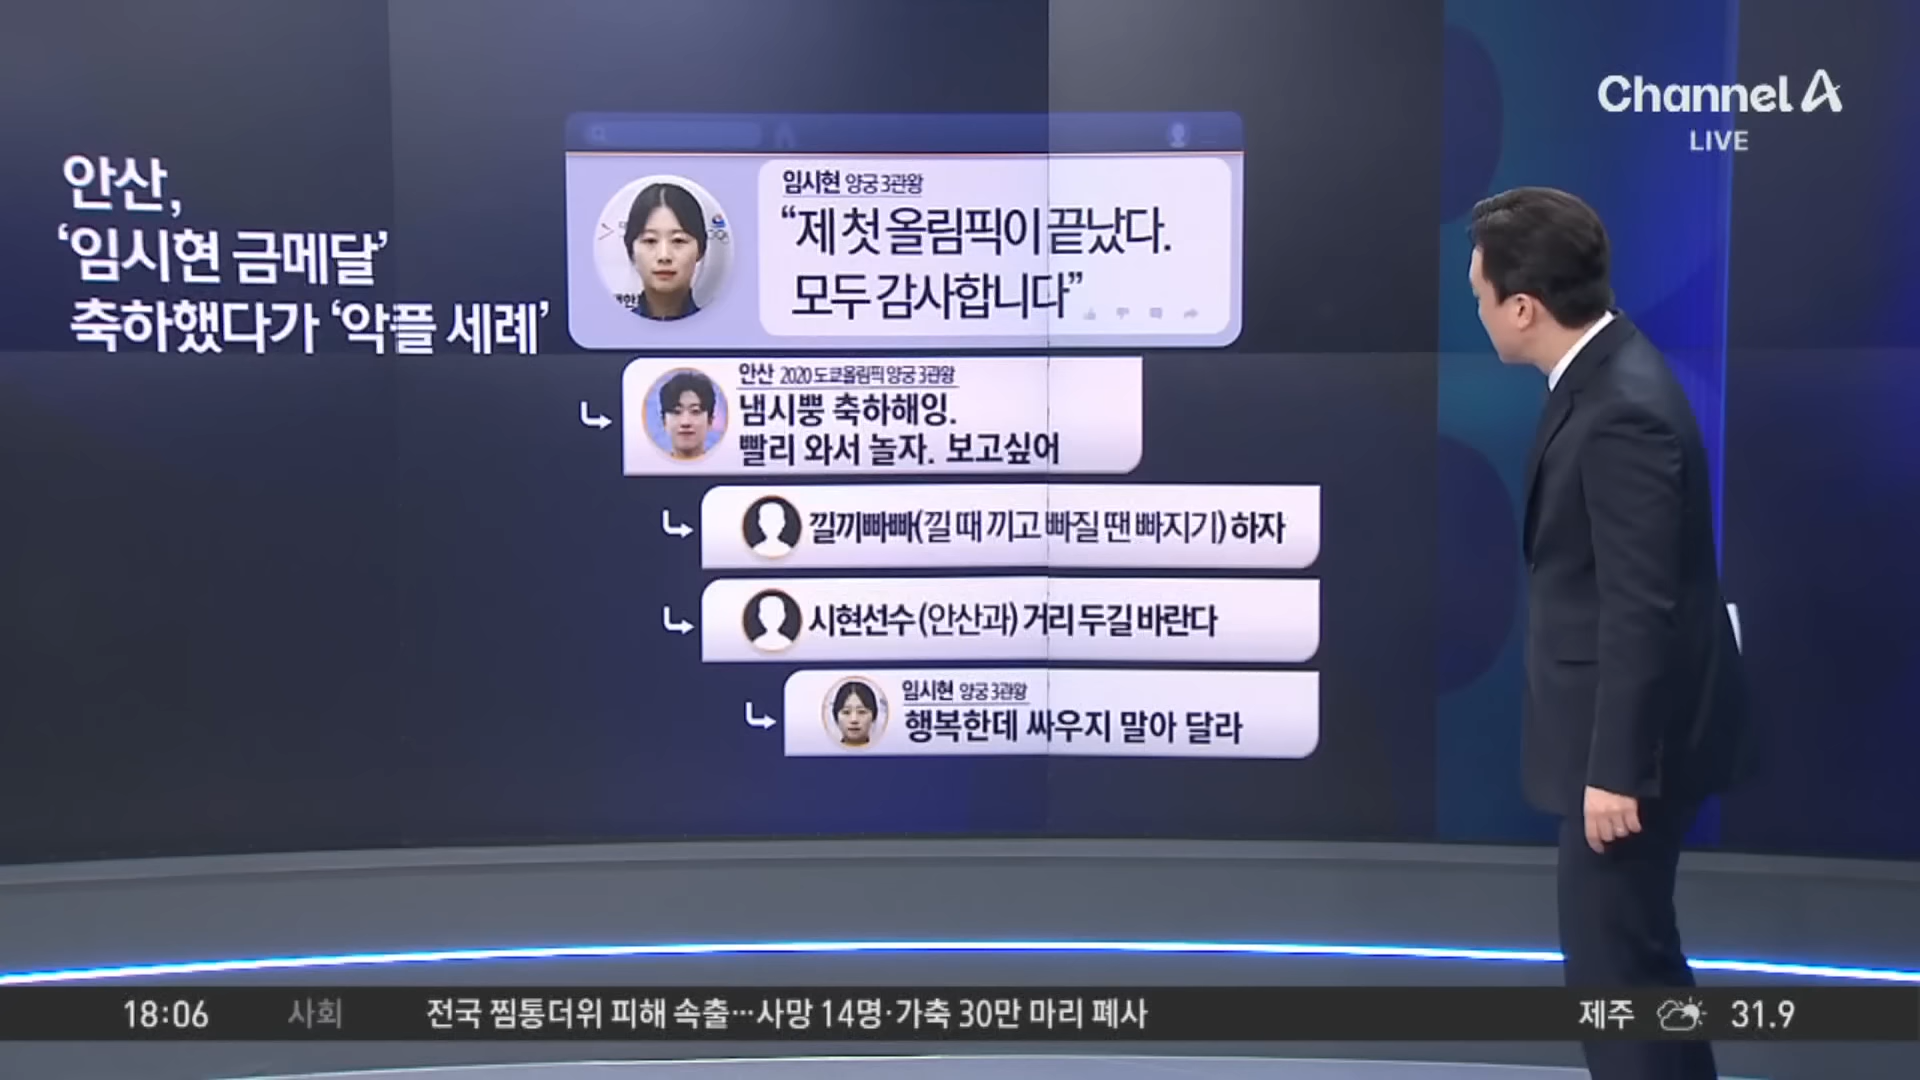 Channel A
LIVE
안산,
‘임시현 금메달’
축하했다가 ‘악플 세례’
임시현 양궁 3관왕
“제 첫 올림픽이 끝났다.
모두 감사합니다”
안산 2020 도쿄올림픽 양궁 3관왕
냄시뿡 축하해잉.
빨리 와서 놀자. 보고싶어
낄끼빠빠(낄 때 끼고 빠질 땐 빠지기) 하자
시현선수 (안산과) 거리 두길 바란다
임시현 양궁 3관왕
행복한데 싸우지 말아 달라
18:06 사회 전국 찜통더위 피해 속출…사망 14명·가축 30만 마리 폐사 제주 31.9